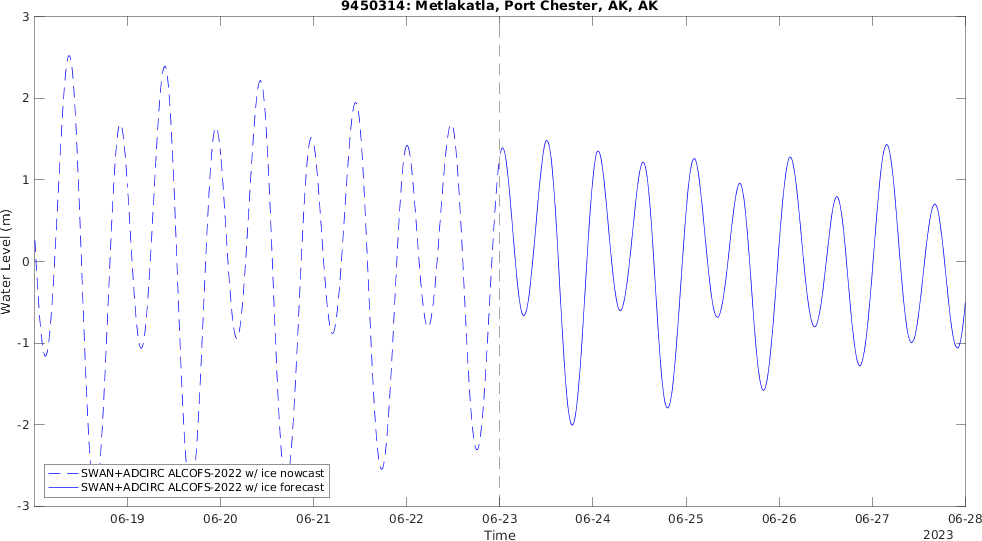 9450314: Metlakatla, Port Chester, AK, AK
3
2
1
0
-1
-2
-3
Water Level (m)
SWAN+ADCIRC ALCOFS-2022 w/ ice nowcast
SWAN+ADCIRC ALCOFS-2022 w/ ice forecast
06-19 06-20 06-21 06-22 06-23 06-24 06-25 06-26 06-27 06-28
Time
2023